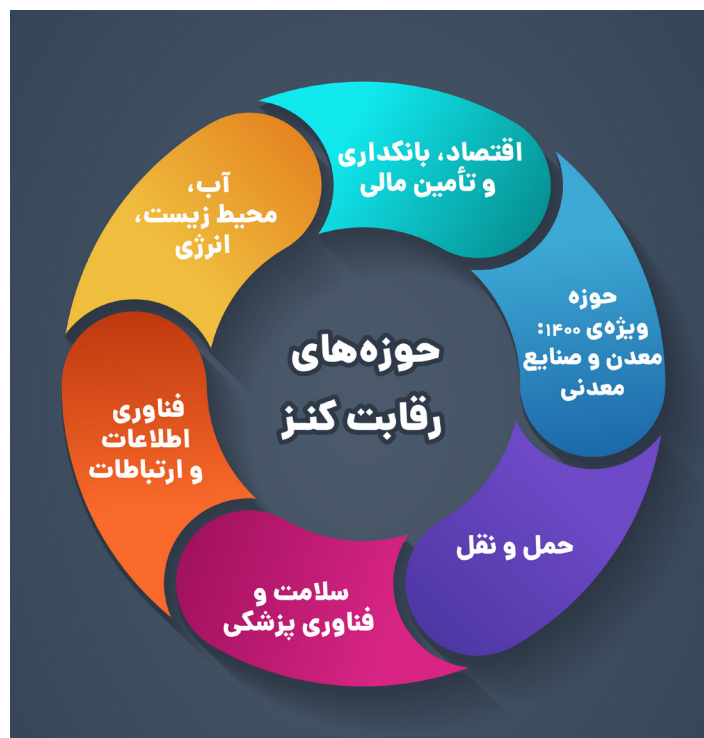 حوزه‌های
رقابت کنـز
اقتصاد، بانکداری
و تأمین مالی
حوزه
ویژه‌ی ۱۴۰۰:
معدن و صنایع
معدنی
حمل و نقل
سلامت و
فناوری پزشکی
فناوری
اطلاعات
و ارتباطات
آب،
محیط زیست،
انرژی